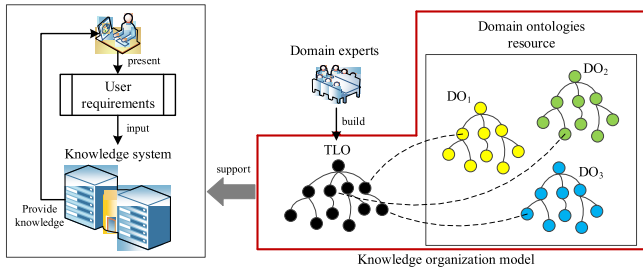 present
User
requirements
input
Knowledge system
Provide
knowledge
support
Domain experts
build
TLO
Domain ontologies
resource
DO₁
DO₂
DO₃
Knowledge organization model